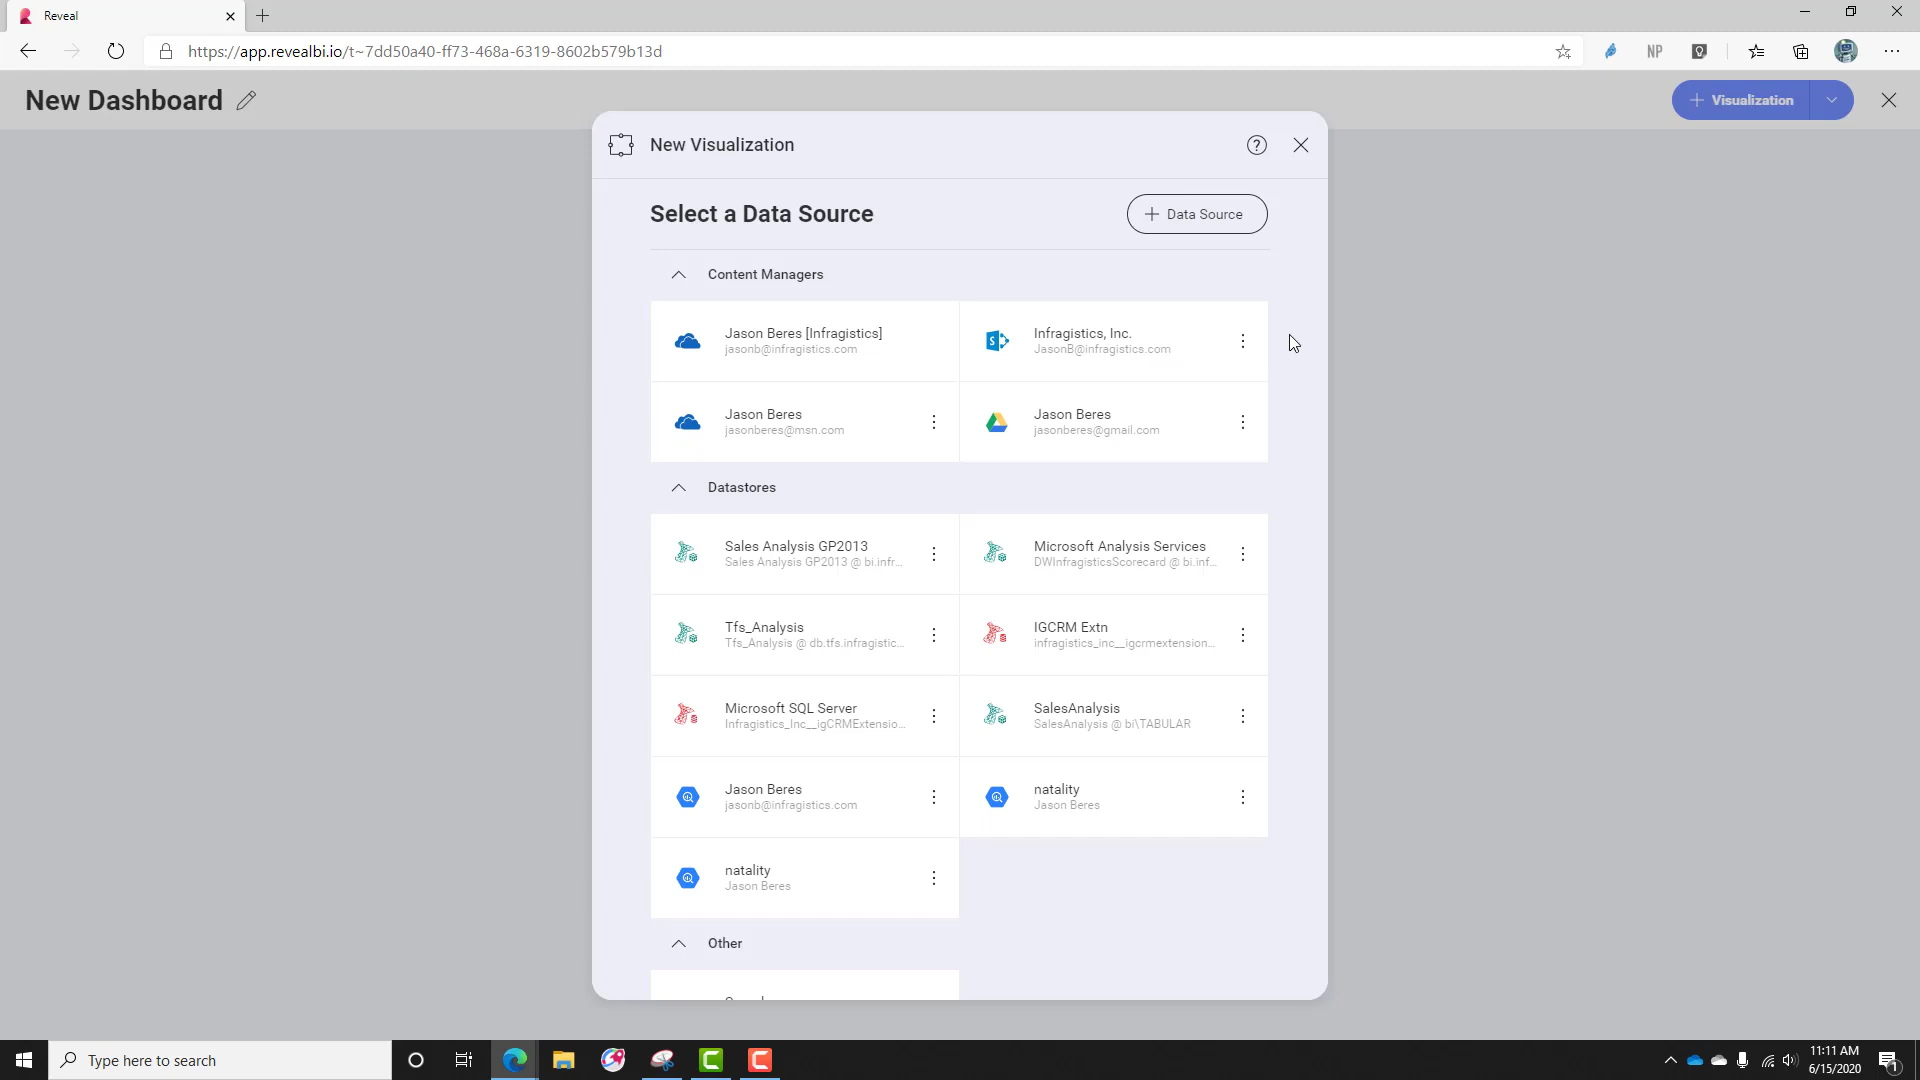 Reveal
https://app.revealbi.io/t~7dd50a40-ff73-468a-6319-8602b579b13d
NP
New Dashboard
Visualization
New Visualization
Select a Data Source
Data Source
Content Managers
Jason Beres [Infragistics]
jasonb@infragistics.com
Infragistics, Inc.
JasonB@infragistics.com
Jason Beres
jasonberes@msn.com
Jason Beres
jasonberes@gmail.com
Datastores
Sales Analysis GP2013
Sales Analysis GP2013 @ bi.infr...
Microsoft Analysis Services
DWInfragisticsScorecard @ bi.inf...
Tfs_Analysis
Tfs_Analysis @ db.tfs.infragistic...
IGCRM Extn
infragistics_inc__igcrmextension...
Microsoft SQL Server
Infragistics_Inc__igCRMExtensio...
SalesAnalysis
SalesAnalysis @ bi\TABULAR
Jason Beres
jasonb@infragistics.com
natality
Jason Beres
natality
Jason Beres
Other
Type here to search
11:11 AM
6/15/2020
1